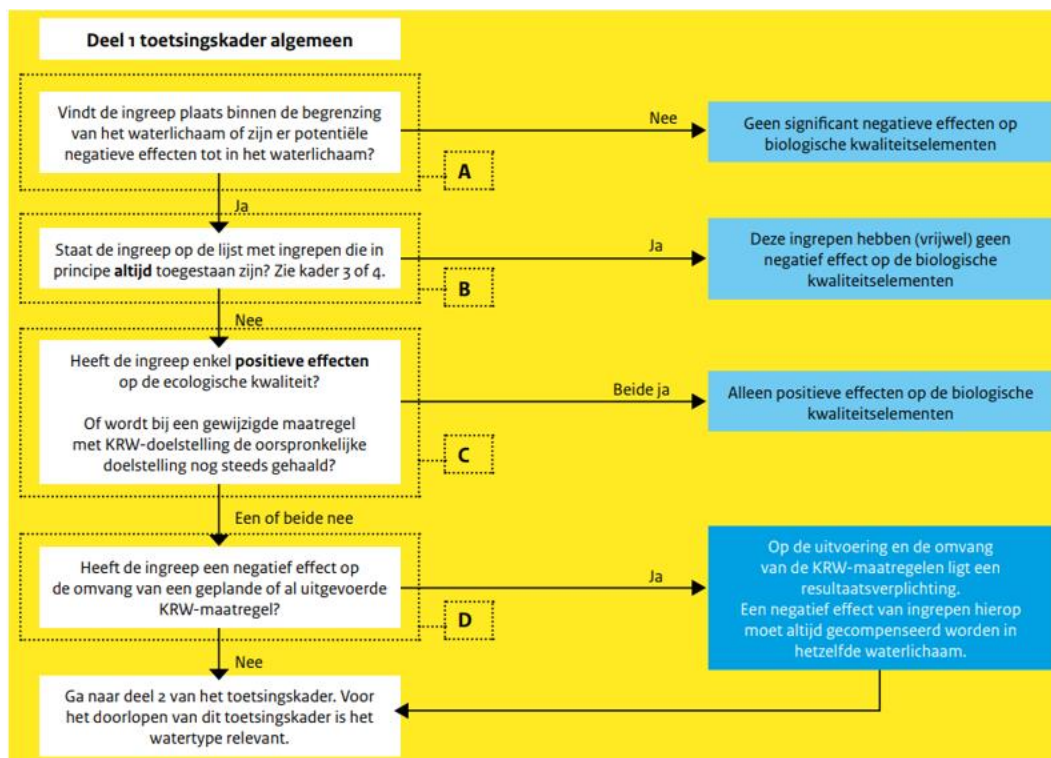 Deel 1 toetsingskader algemeen
Vindt de ingreep plaats binnen de begrenzing
van het waterlichaam of zijn er potentiële
negatieve effecten tot in het waterlichaam?
Nee
Geen significant negatieve effecten op
biologische kwaliteitselementen
A
Ja
Staat de ingreep op de lijst met ingrepen die in
principe altijd toegestaan zijn? Zie kader 3 of 4.
Ja
Deze ingrepen hebben (vrijwel) geen
negatief effect op de biologische
kwaliteitselementen
B
Nee
Heeft de ingreep enkel positieve effecten
op de ecologische kwaliteit?
Of wordt bij een gewijzigde maatregel
met KRW-doelstelling de oorspronkelijke
doelstelling nog steeds gehaald?
Beide ja
Alleen positieve effecten op de biologische
kwaliteitselementen
C
Een of beide nee
Heeft de ingreep een negatief effect op
de omvang van een geplande of al uitgevoerde
KRW-maatregel?
Ja
Op de uitvoering en de omvang
van de KRW-maatregelen ligt een
resultaatsverplichting.
Een negatief effect van ingrepen hierop
moet altijd gecompenseerd worden in
hetzelfde waterlichaam.
D
Nee
Ga naar deel 2 van het toetsingskader. Voor
het doorlopen van dit toetsingskader is het
watertype relevant.